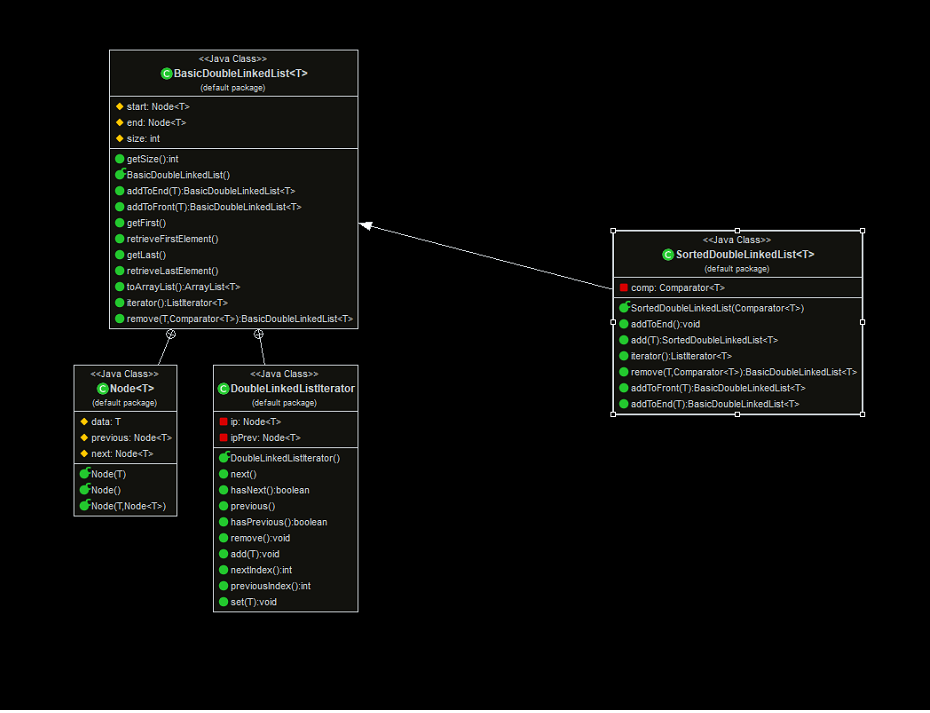 <<Java Class>>
BasicDoubleLinkedList<T>
(default package)
start: Node<T>
end: Node<T>
size: int
getSize():int
BasicDoubleLinkedList()
addToEnd(T):BasicDoubleLinkedList<T>
addToFront(T):BasicDoubleLinkedList<T>
getFirst()
retrieveFirstElement()
getLast()
retrieveLastElement()
toArrayList():ArrayList<T>
iterator():ListIterator<T>
remove(T,Comparator<T>):BasicDoubleLinkedList<T>
<<Java Class>>
SortedDoubleLinkedList<T>
(default package)
comp: Comparator<T>
SortedDoubleLinkedList(Comparator<T>)
addToEnd():void
add(T):SortedDoubleLinkedList<T>
iterator():ListIterator<T>
remove(T,Comparator<T>):BasicDoubleLinkedList<T>
addToFront(T):BasicDoubleLinkedList<T>
addToEnd(T):BasicDoubleLinkedList<T>
<<Java Class>>
Node<T>
(default package)
data: T
previous: Node<T>
next: Node<T>
Node(T)
Node()
Node(T,Node<T>)
<<Java Class>>
DoubleLinkedListIterator
(default package)
ip: Node<T>
ipPrev: Node<T>
DoubleLinkedListIterator()
next()
hasNext():boolean
previous()
hasPrevious():boolean
remove():void
add(T):void
nextIndex():int
previousIndex():int
set(T):void